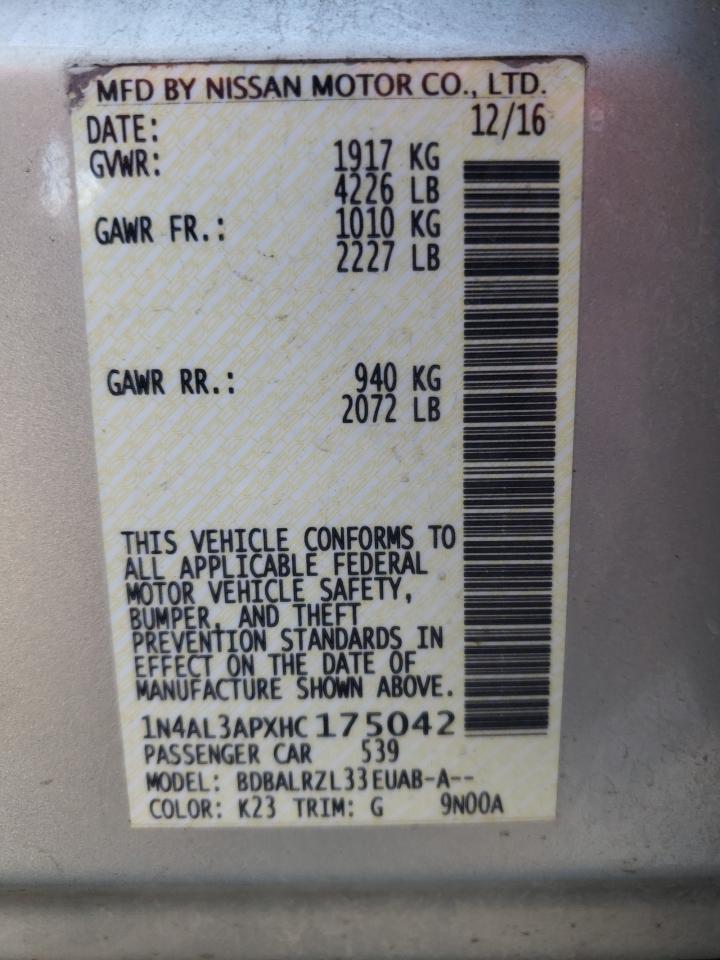 MFD BY NISSAN MOTOR CO., LTD.
DATE: 12/16
GVWR: 1917 KG
4226 LB
GAWR FR.: 1010 KG
2227 LB
GAWR RR.: 940 KG
2072 LB
THIS VEHICLE CONFORMS TO
ALL APPLICABLE FEDERAL
MOTOR VEHICLE SAFETY,
BUMPER, AND THEFT
PREVENTION STANDARDS IN
EFFECT ON THE DATE OF
MANUFACTURE SHOWN ABOVE.
1N4AL3APXHC175042
PASSENGER CAR 539
MODEL: BDBALRZL33EUAB-A--
COLOR: K23 TRIM: G 9N00A